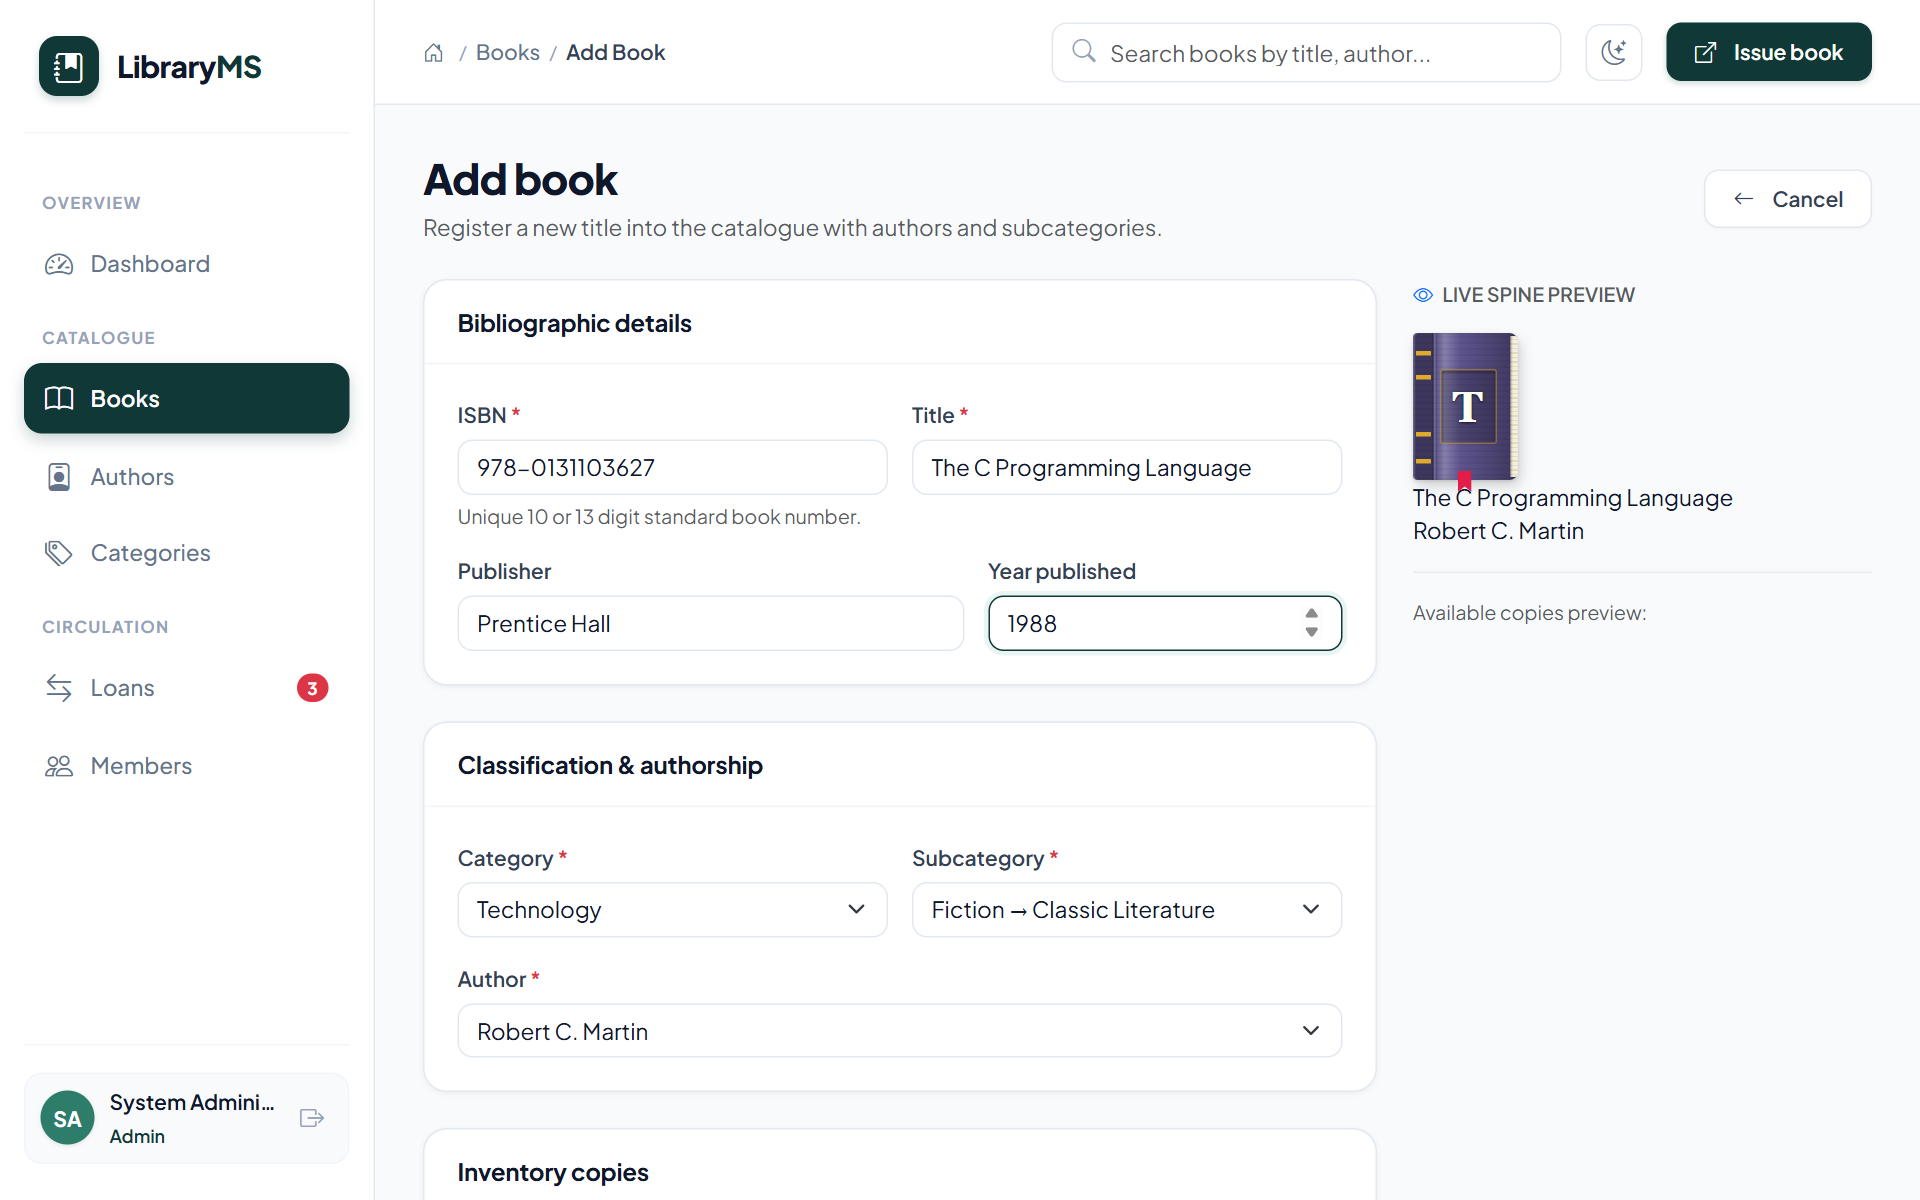 LibraryMS
OVERVIEW
Dashboard
CATALOGUE
Books
Authors
Categories
CIRCULATION
Loans 3
Members
SA
System Admini...
Admin
/ Books / Add Book
Search books by title, author...
Issue book
Add book
Register a new title into the catalogue with authors and subcategories.
Cancel
Bibliographic details
ISBN *
978-0131103627
Unique 10 or 13 digit standard book number.
Title *
The C Programming Language
Publisher
Prentice Hall
Year published
1988
Classification & authorship
Category *
Technology
Subcategory *
Fiction → Classic Literature
Author *
Robert C. Martin
Inventory copies
LIVE SPINE PREVIEW
T
The C Programming Language
Robert C. Martin
Available copies preview: